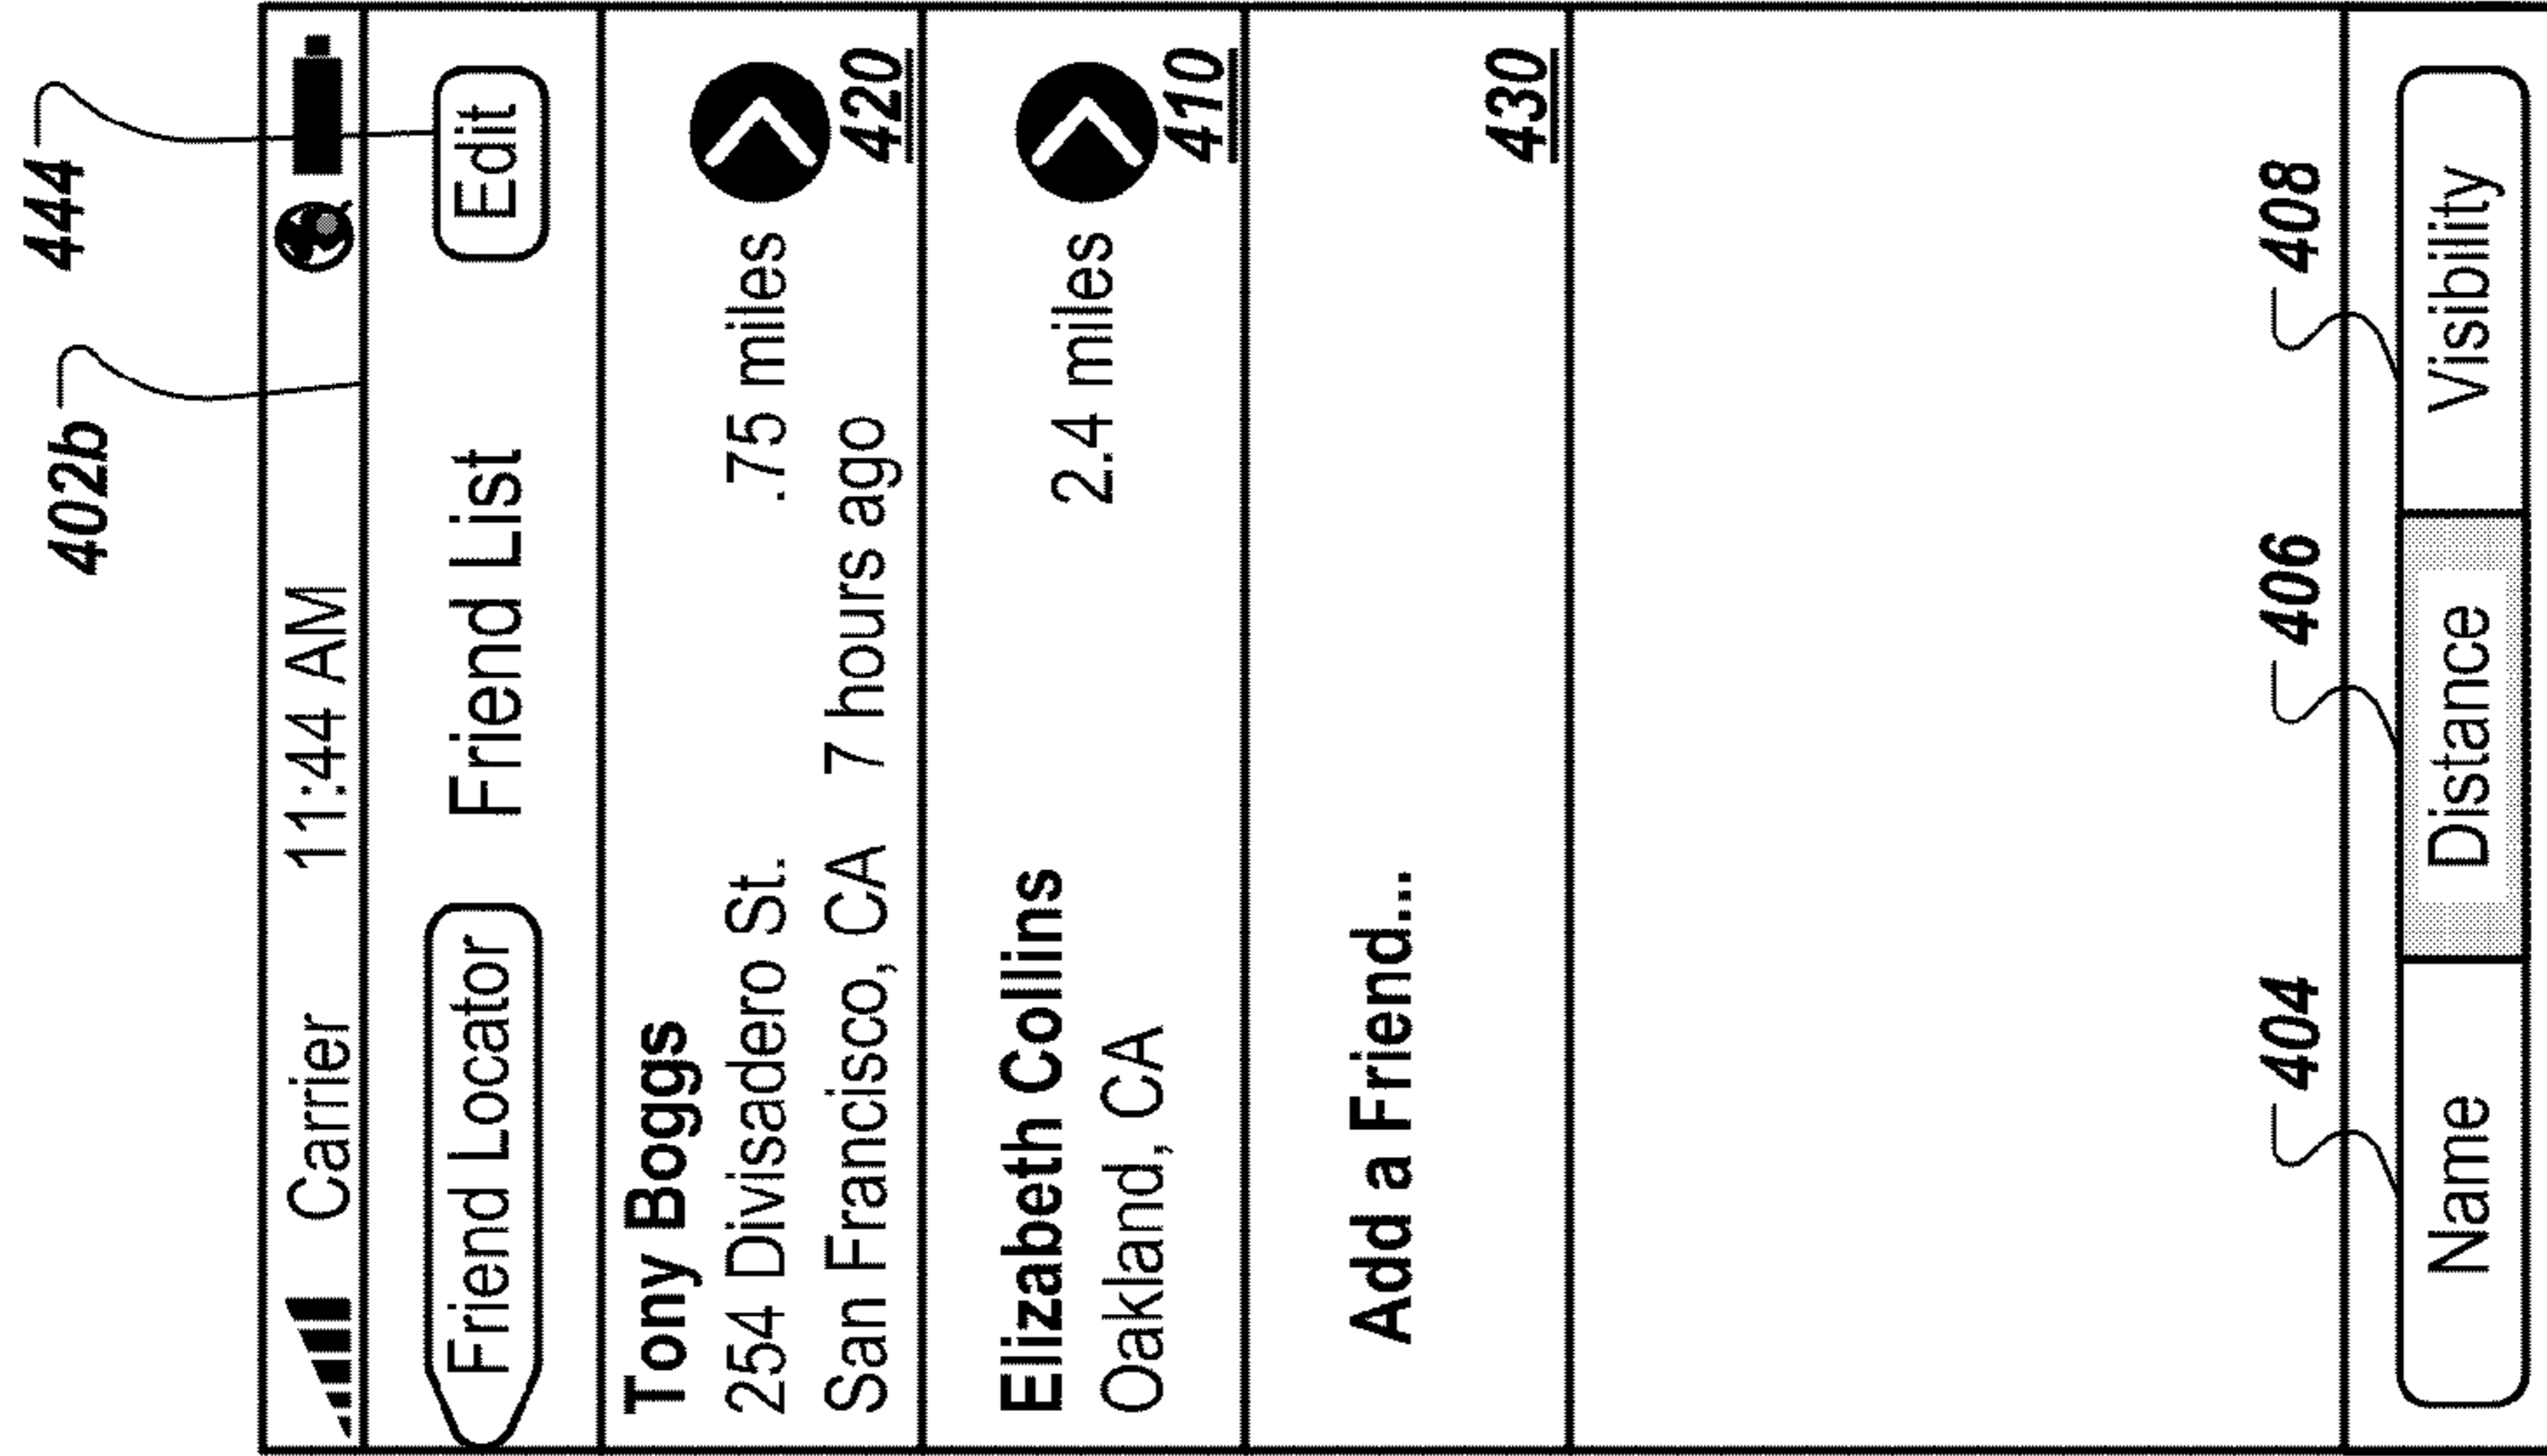 444
402b
Carrier 11:44 AM
Friend Locator Friend List Edit
Tony Boggs
254 Divisadero St. .75 miles
San Francisco, CA 7 hours ago 420
Elizabeth Collins
2.4 miles
Oakland, CA 410
Add a Friend...
430
404 406 408
Name Distance Visibility